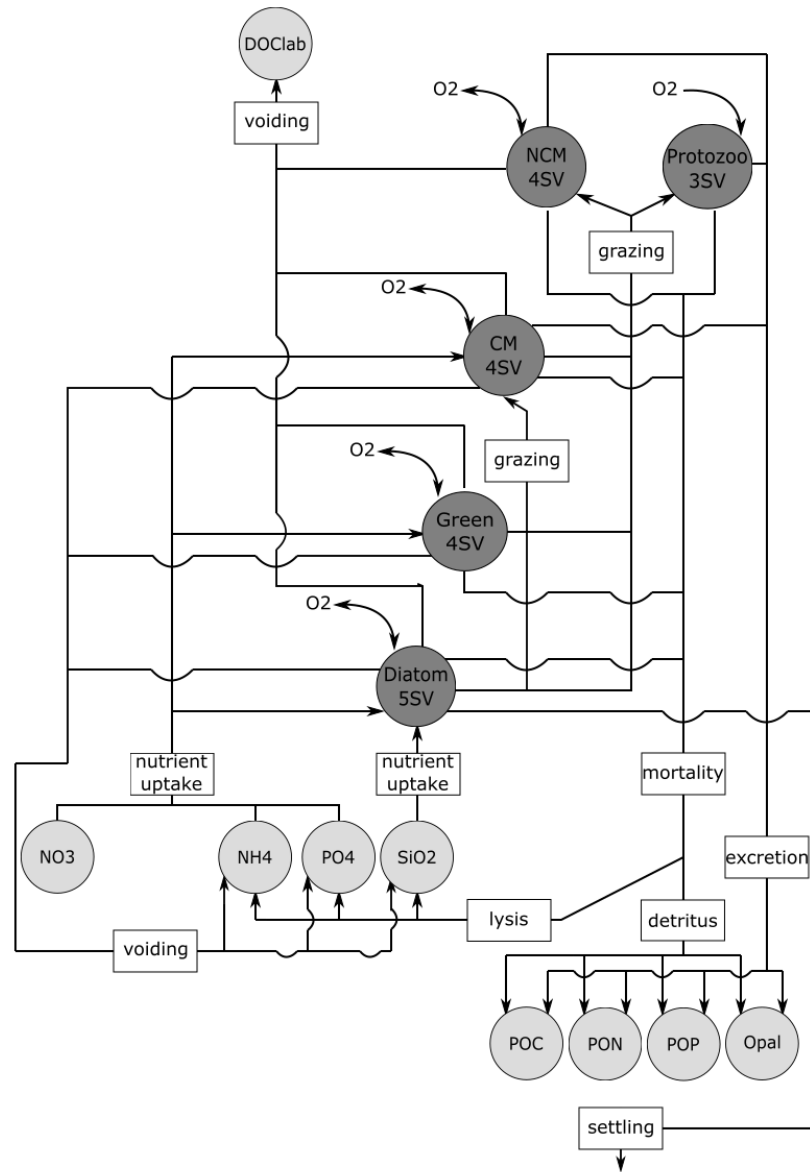 DOClab
O2
O2
voiding
NCM
4SV
Protozoo
3SV
grazing
O2
CM
4SV
O2
grazing
Green
4SV
O2
Diatom
5SV
nutrient
uptake
nutrient
uptake
mortality
NO3
NH4
PO4
SiO2
excretion
voiding
lysis
detritus
POC
PON
POP
Opal
settling